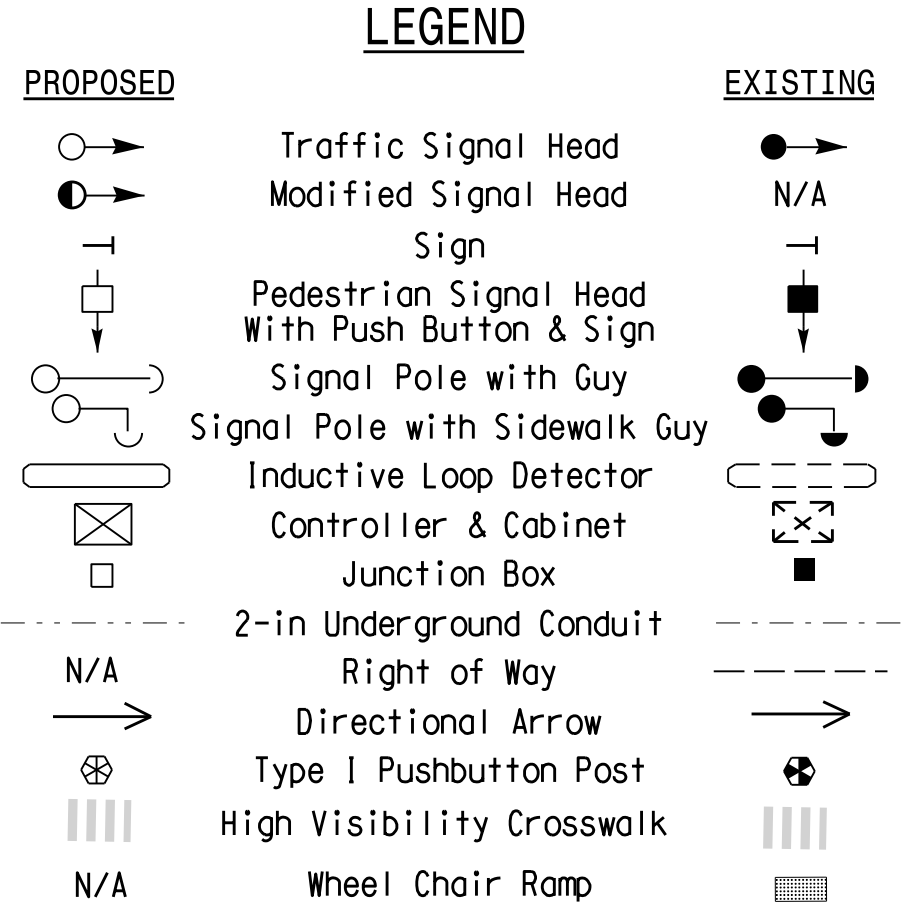 LEGEND
PROPOSED EXISTING
Traffic Signal Head
Modified Signal Head N/A
Sign
Pedestrian Signal Head
With Push Button & Sign
Signal Pole with Guy
Signal Pole with Sidewalk Guy
Inductive Loop Detector
Controller & Cabinet
Junction Box
2-in Underground Conduit
N/A Right of Way
Directional Arrow
Type I Pushbutton Post
High Visibility Crosswalk
N/A Wheel Chair Ramp